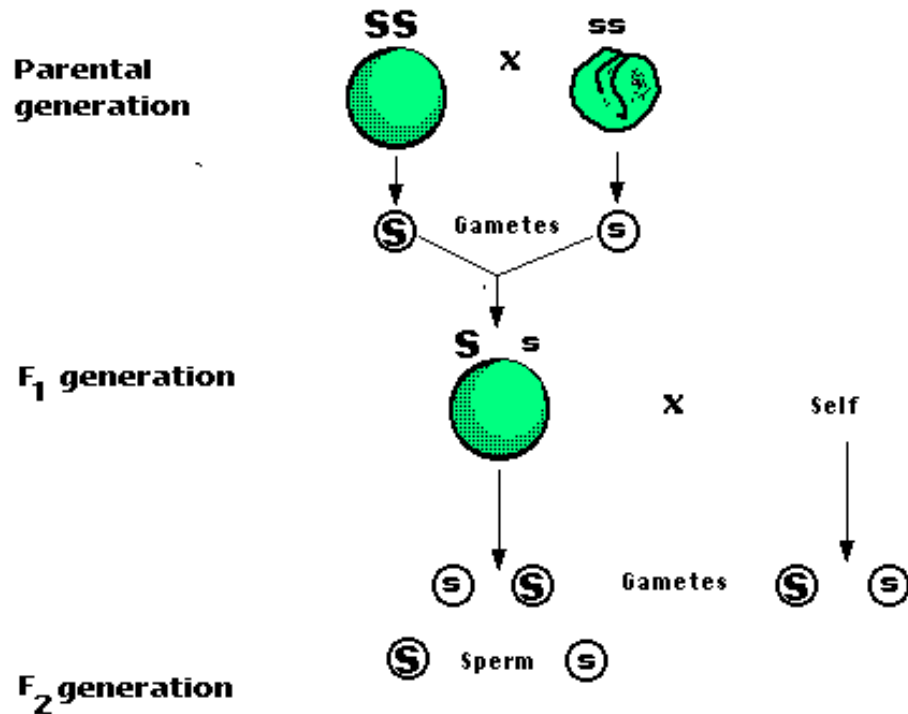 SS x ss
Parental
generation
S Gametes s
S s
F1 generation x Self
s S Gametes S s
S Sperm s
F2 generation